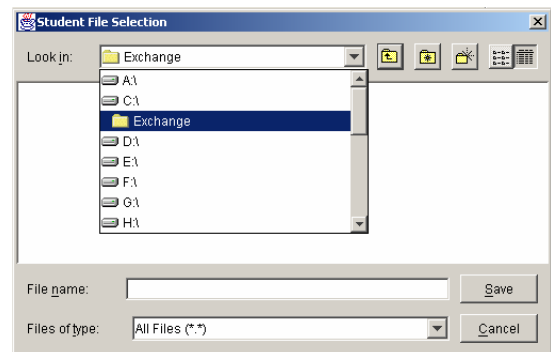 Student File Selection
Look in: Exchange
A:\
C:\
Exchange
D:\
E:\
F:\
G:\
H:\
File name: Save
Files of type: All Files (*.*) Cancel